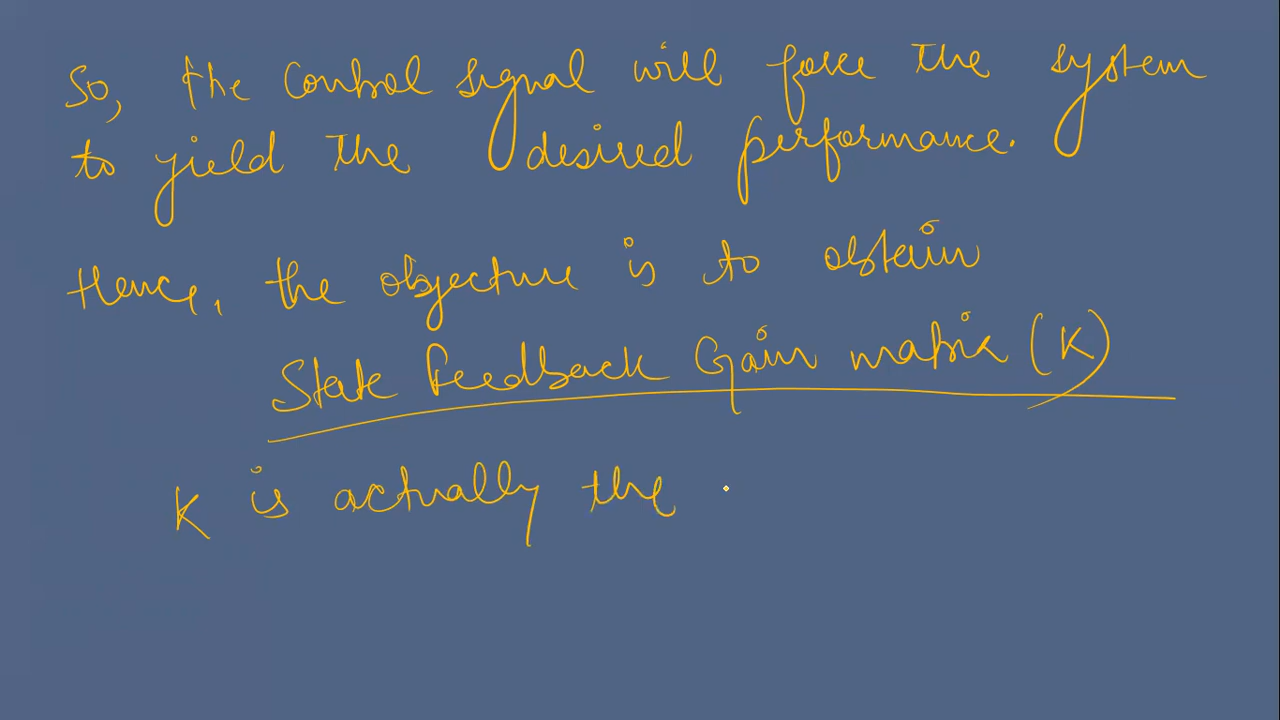 So, the Control signal will force the system
to yield the desired performance.
Hence, the objective is to obtain
State Feedback Gain matrix (K)
K is actually the